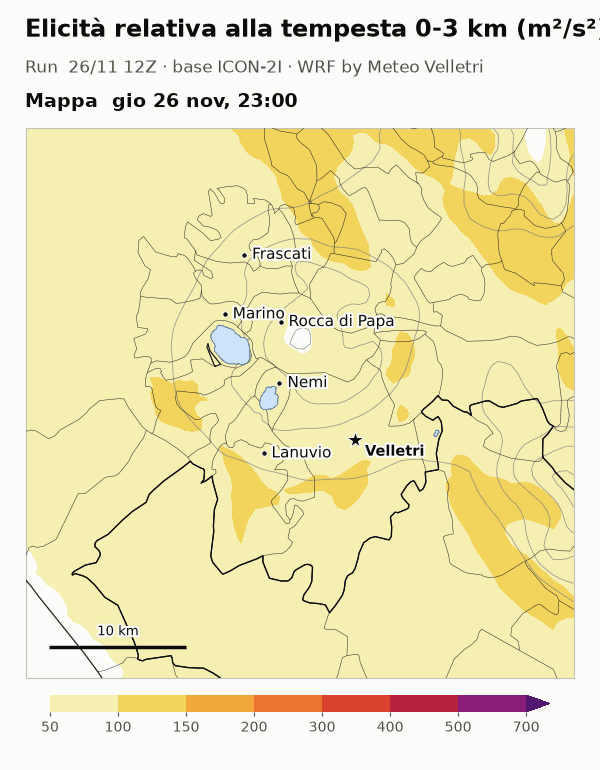 Elicità relativa alla tempesta 0-3 km (m²/s²)
Run  26/11 12Z · base ICON-2I · WRF by Meteo Velletri
Mappa  gio 26 nov, 23:00
Frascati
Marino
Rocca di Papa
Nemi
Lanuvio
Velletri
10 km
50 100 150 200 300 400 500 700